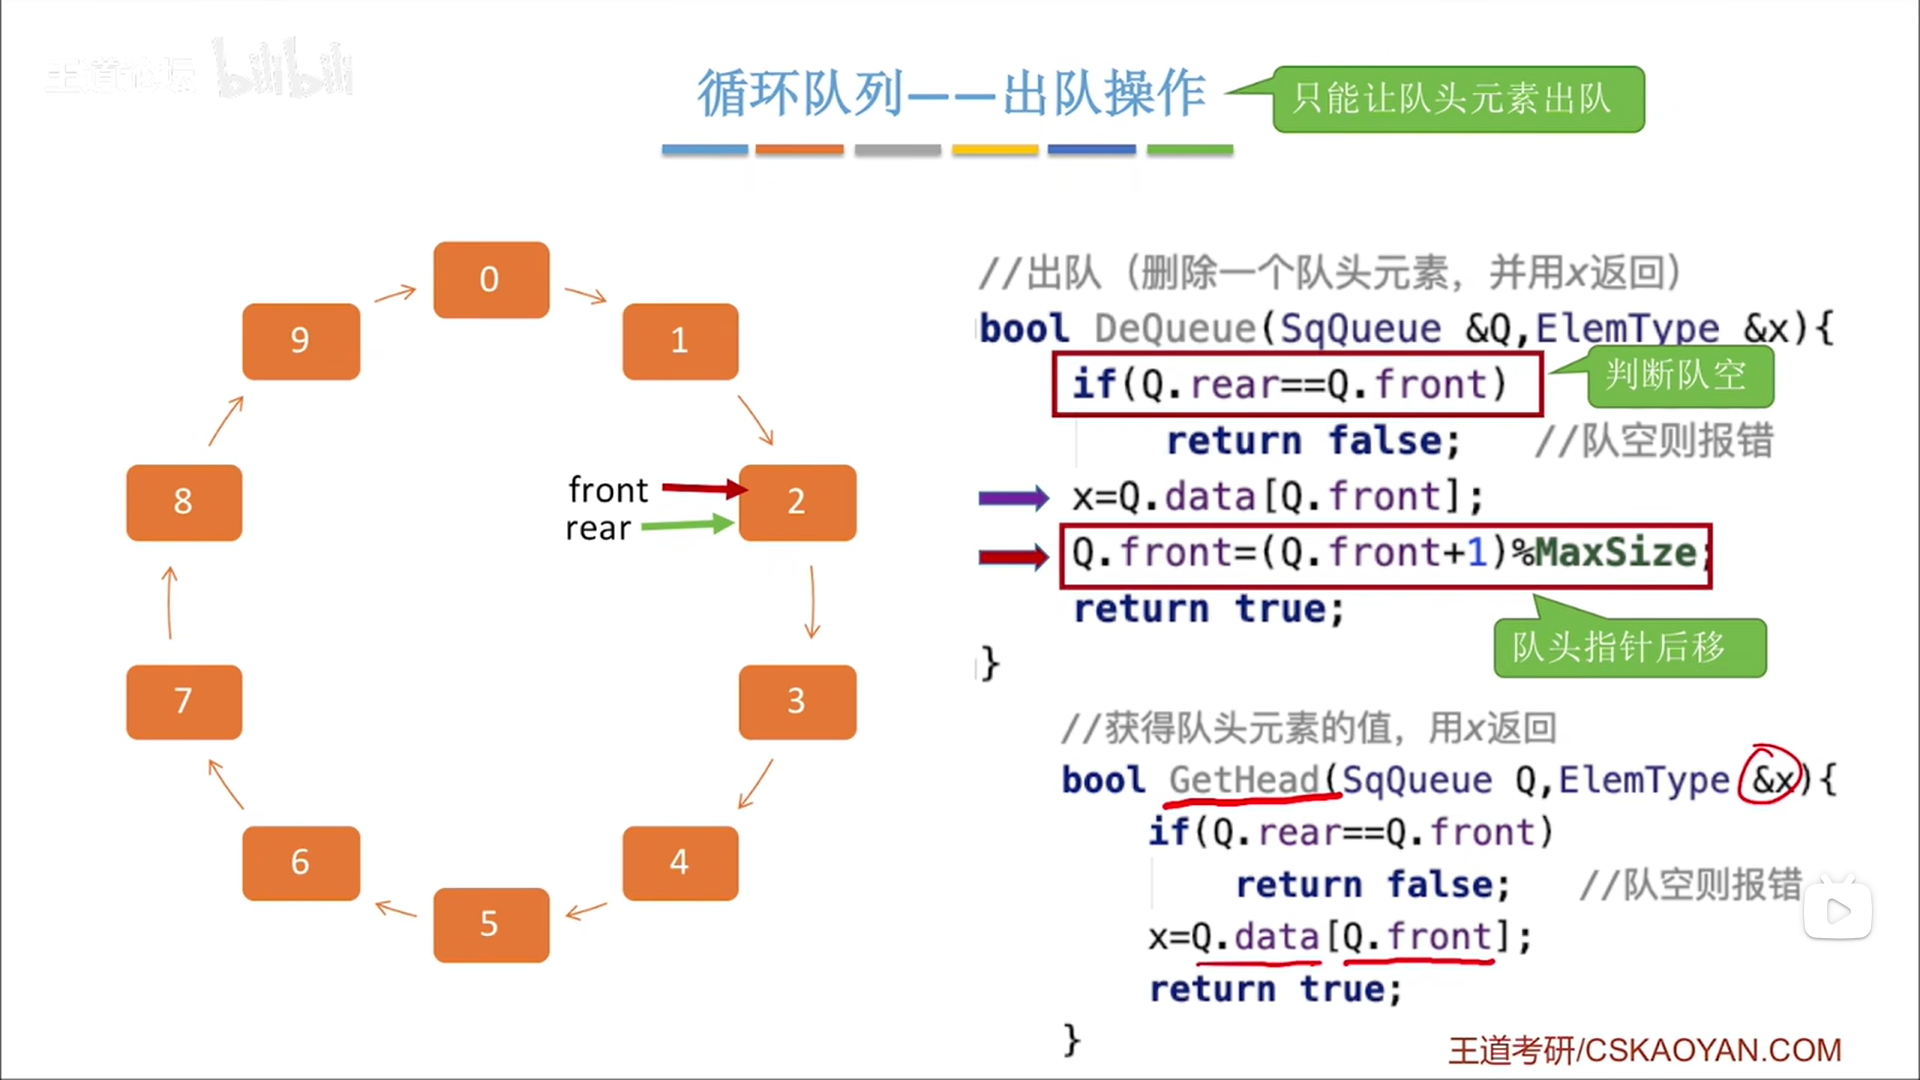 王道论坛 bilibili
循环队列——出队操作
只能让队头元素出队
0
1
2
3
4
5
6
7
8
9
front
rear
//出队（删除一个队头元素，并用x返回）
bool DeQueue(SqQueue &Q,ElemType &x){
if(Q.rear==Q.front)
判断队空
return false; //队空则报错
x=Q.data[Q.front];
Q.front=(Q.front+1)%MaxSize;
return true;
队头指针后移
}
//获得队头元素的值，用x返回
bool GetHead(SqQueue Q,ElemType &x){
if(Q.rear==Q.front)
return false; //队空则报错
x=Q.data[Q.front];
return true;
}
王道考研/CSKAOYAN.COM